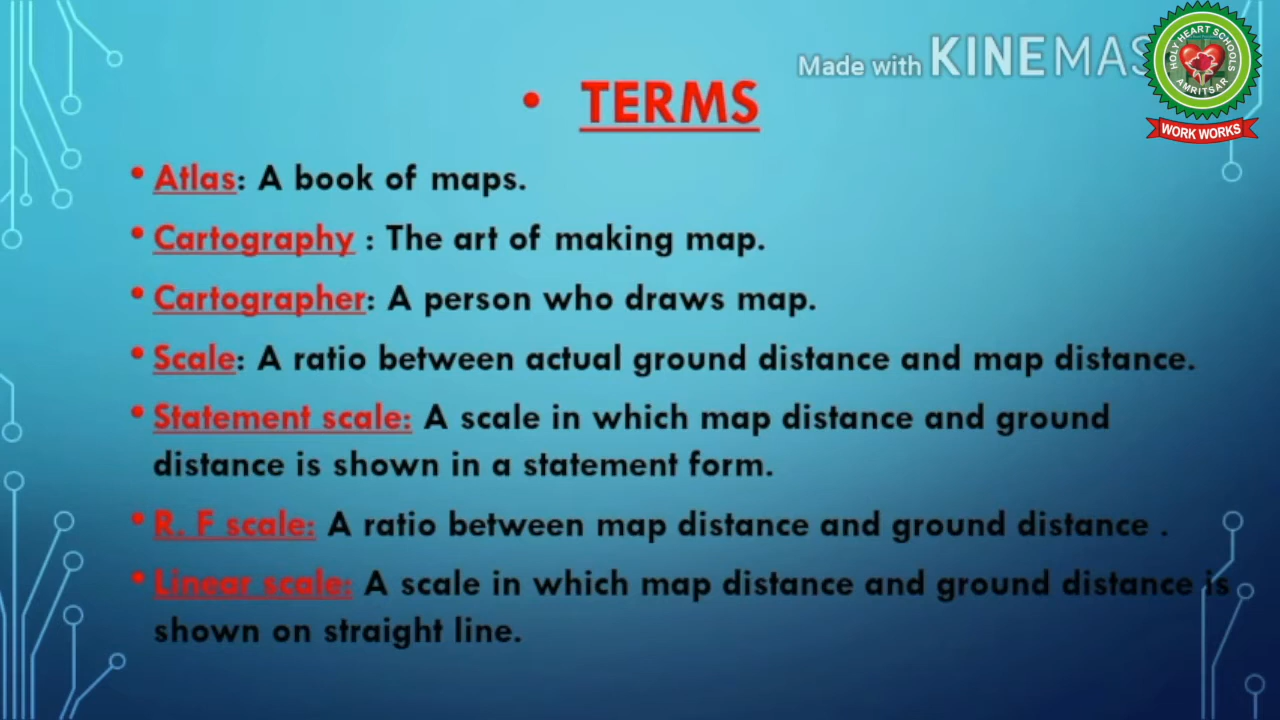 Made with KINEMAS
HOLY HEART SCHOOLS
AMRITSAR
WORK WORKS
• TERMS
• Atlas: A book of maps.
• Cartography : The art of making map.
• Cartographer: A person who draws map.
• Scale: A ratio between actual ground distance and map distance.
• Statement scale: A scale in which map distance and ground
distance is shown in a statement form.
• R. F scale: A ratio between map distance and ground distance .
• Linear scale: A scale in which map distance and ground distance is
shown on straight line.